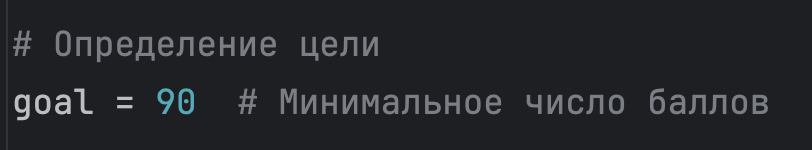 # Определение цели
goal = 90  # Минимальное число баллов